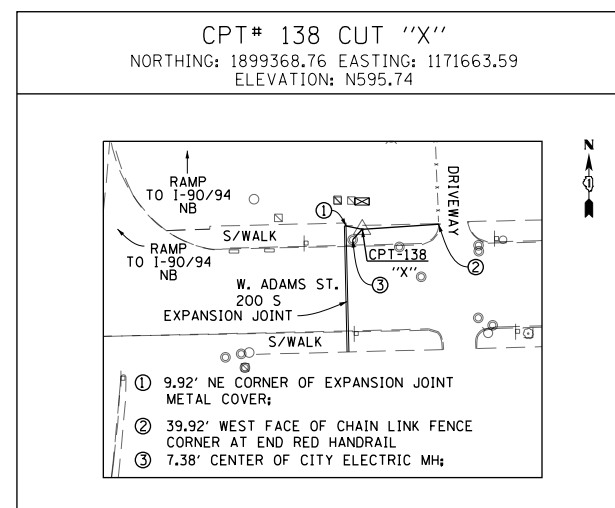 CPT# 138 CUT "X"
NORTHING: 1899368.76 EASTING: 1171663.59
ELEVATION: N595.74
N
RAMP
TO I-90/94
NB
DRIVEWAY
1
S/WALK
RAMP
TO I-90/94
NB
CPT-138
"X"
2
3
W. ADAMS ST.
200 S
EXPANSION JOINT
S/WALK
1 9.92' NE CORNER OF EXPANSION JOINT
METAL COVER;
2 39.92' WEST FACE OF CHAIN LINK FENCE
CORNER AT END RED HANDRAIL
3 7.38' CENTER OF CITY ELECTRIC MH;